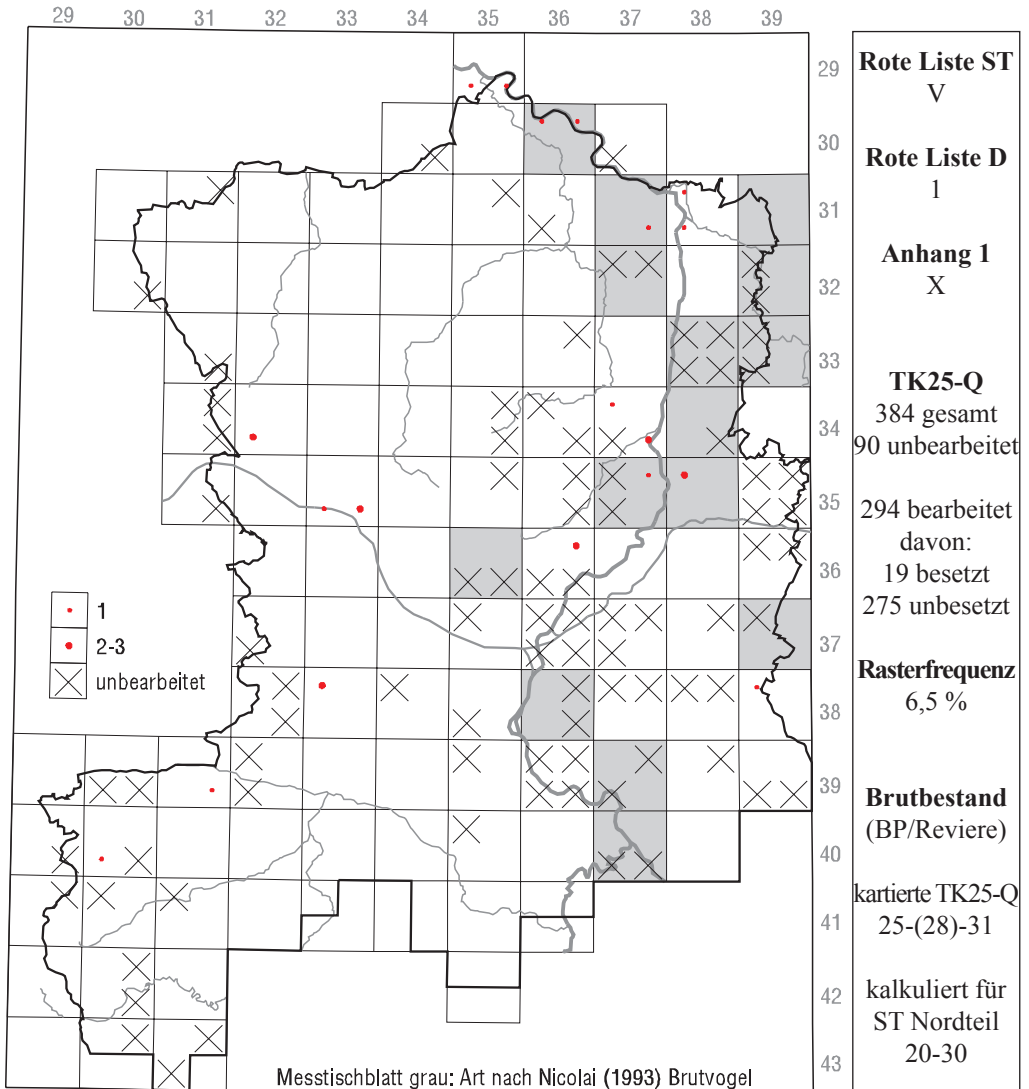 29 30 31 32 33 34 35 36 37 38 39
29
30
31
32
33
34
35
36
37
38
39
40
41
42
43
1
2-3
unbearbeitet
Messtischblatt grau: Art nach Nicolai (1993) Brutvogel
Rote Liste ST
V
Rote Liste D
1
Anhang 1
X
TK25-Q
384 gesamt
90 unbearbeitet
294 bearbeitet
davon:
19 besetzt
275 unbesetzt
Rasterfrequenz
6,5 %
Brutbestand
(BP/Reviere)
kartierte TK25-Q
25-(28)-31
kalkuliert für
ST Nordteil
20-30